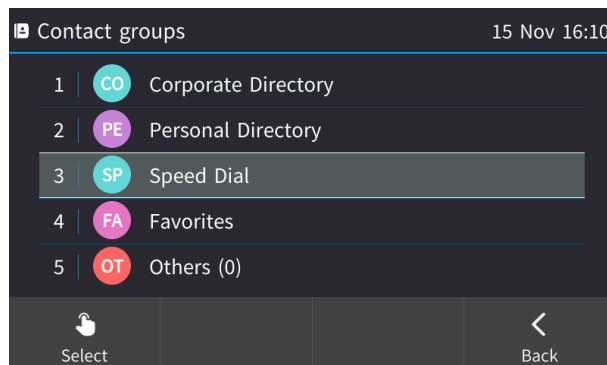 Contact groups 15 Nov 16:10
1 CO Corporate Directory
2 PE Personal Directory
3 SP Speed Dial
4 FA Favorites
5 OT Others (0)
Select Back